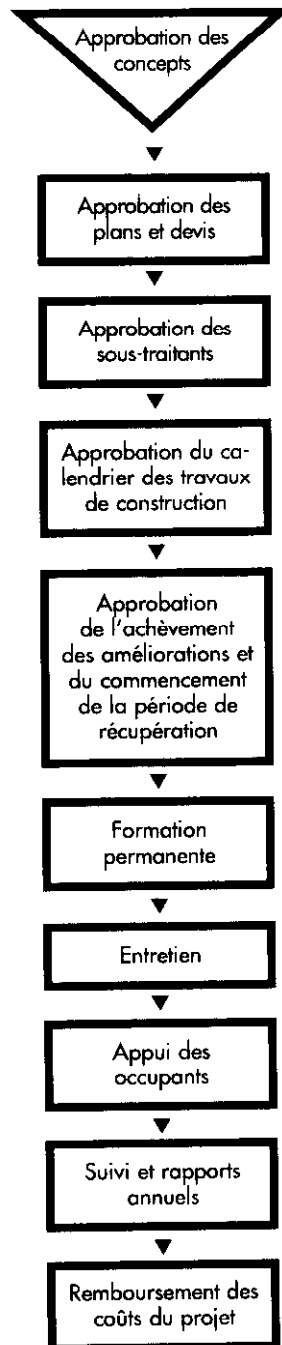 Approbation des
concepts
Approbation des
plans et devis
Approbation des
sous-traitants
Approbation du ca-
lendrier des travaux
de construction
Approbation
de l'achèvement
des améliorations et
du commencement
de la période de
récupération
Formation
permanente
Entretien
Appui des
occupants
Suivi et rapports
annuels
Remboursement des
coûts du projet